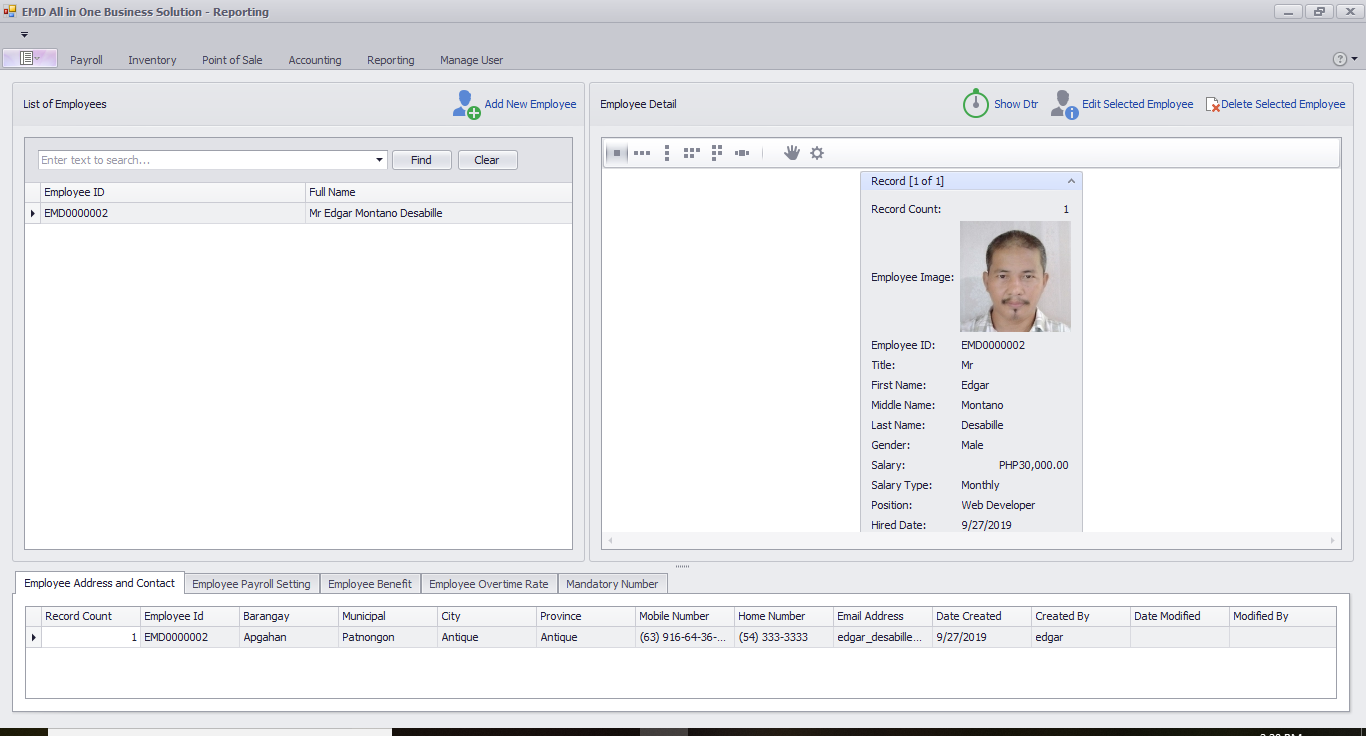 EMD All in One Business Solution - Reporting
Payroll Inventory Point of Sale Accounting Reporting Manage User
List of Employees Add New Employee
Enter text to search... Find Clear
Employee ID Full Name
EMD0000002 Mr Edgar Montano Desabille
Employee Detail Show Dtr Edit Selected Employee Delete Selected Employee
Record [1 of 1]
Record Count: 1
Employee Image:
Employee ID: EMD0000002
Title: Mr
First Name: Edgar
Middle Name: Montano
Last Name: Desabille
Gender: Male
Salary: PHP30,000.00
Salary Type: Monthly
Position: Web Developer
Hired Date: 9/27/2019
Employee Address and Contact Employee Payroll Setting Employee Benefit Employee Overtime Rate Mandatory Number
Record Count Employee Id Barangay Municipal City Province Mobile Number Home Number Email Address Date Created Created By Date Modified Modified By
1 EMD0000002 Apgahan Patnongon Antique Antique (63) 916-64-36-... (54) 333-3333 edgar_desabille... 9/27/2019 edgar